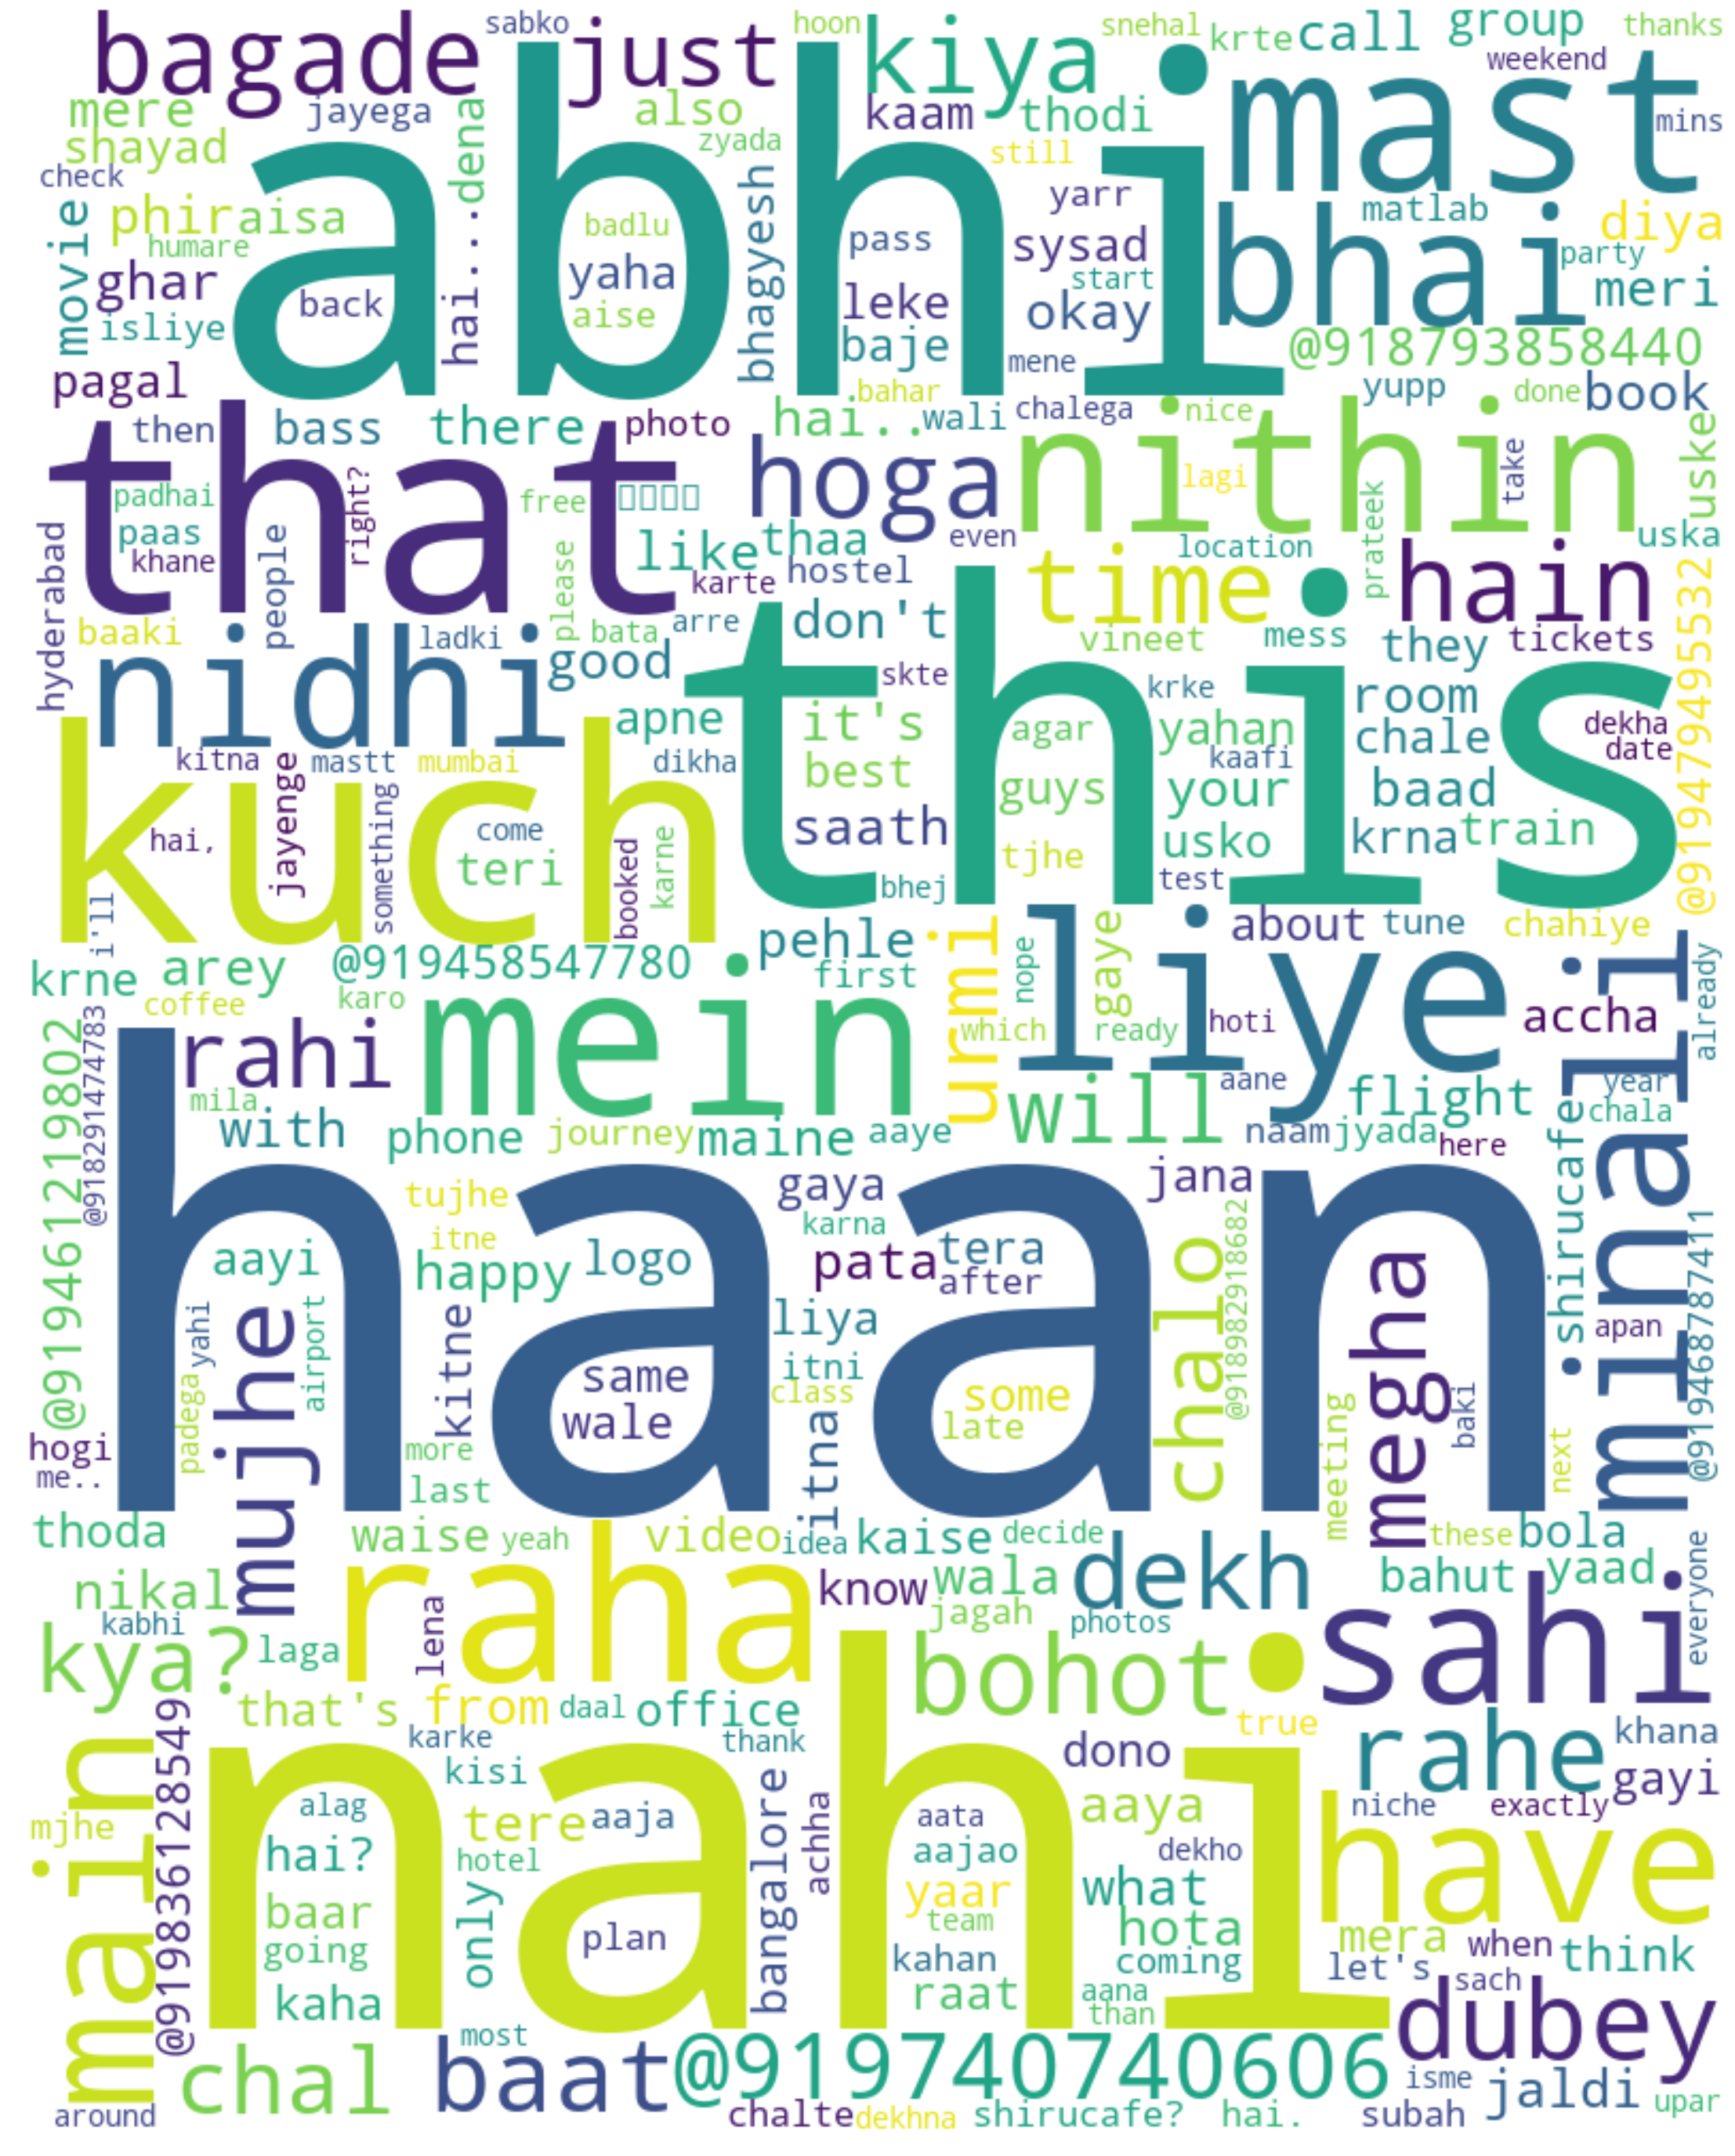 bagade
sabko
just
hoon
kiya
snehal
krte
call
group
thanks
weekend
mere
jayega
dena
also
zyada
kaam
thodi
mast
mins
shayad
check
still
abhi
yarr
matlab
diya
movie
phir
aisa
humare
badlu
bhagyesh
pass
sysad
bhai
party
ghar
back
hai...
yaha
aise
leke
start
okay
meri
isliye
baje
mene
@918793858440
pagal
bahar
yupp
done
book
then
bass
there
photo
hai..
wali
chalega
nice
uske
that
padhai
right?
free
hoga
lagi
nithin
take
prateek
paas
khane
people
please
like
thaa
even
location
uska
hyderabad
karte
hostel
time
hain
@919479495532
baaki
ladki
bata
arre
don't
vineet
mess
they
tickets
nidhi
good
skte
this
krke
room
apne
it's
agar
yahan
chale
dekha
date
kitna
mastt
mumbai
dikha
best
kaafi
kuch
hai,
jayenge
something
come
teri
booked
karne
saath
guys
your
baad
tjhe
usko
krna
train
i'll
bhej
test
pehle
urmi
gaye
about
tune
chahiye
krne
arey
@919458547780
first
nope
liye
already
coffee
karo
mein
which
ready
hoti
accha
minali
@919461219802
@918291474783
rahi
mila
with
aane
flight
year
chala
phone
journey
maine
aaye
will
naam
jyada
here
shirucafe
haan
tujhe
gaya
jana
itne
karna
aayi
happy
logo
pata
tera
after
chalo
@918982918682
megha
mujhe
yahi
airport
kitne
liya
itni
apan
@919468787411
padega
same
wale
class
some
late
itna
meeting
baki
next
hogi
me..
more
last
thoda
waise
yeah
video
idea
kaise
decide
these
bola
nikal
raha
know
wala
dekh
bahut
yaad
everyone
kabhi
lena
jagah
photos
kya?
laga
bohot
sahi
that's
from
daal
office
true
main
@919836128549
karke
thank
dono
rahe
khana
kisi
gayi
nahi
mjhe
alag
tere
aaja
bangalore
achha
aata
aaya
niche
exactly
hai?
hotel
aajao
dekho
have
baar
only
yaar
what
going
plan
team
hota
mera
when
think
kahan
coming
let's
kaha
raat
aana
than
sach
dubey
chal
most
baat
@919740740606
isme
jaldi
upar
around
chalte
dekhna
shirucafe?
hai.
subah